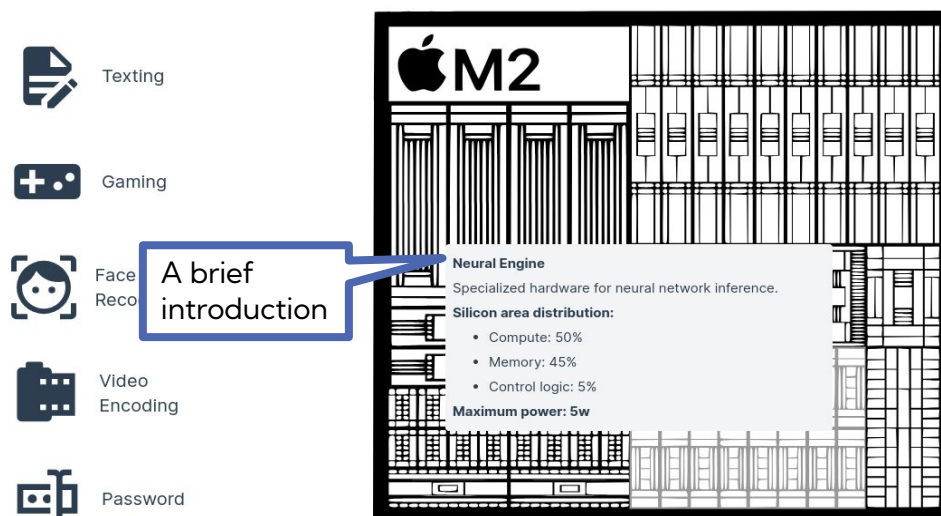 Texting
Gaming
Face
Reco
Video
Encoding
Password
M2
A brief
introduction
Neural Engine
Specialized hardware for neural network inference.
Silicon area distribution:
• Compute: 50%
• Memory: 45%
• Control logic: 5%
Maximum power: 5w